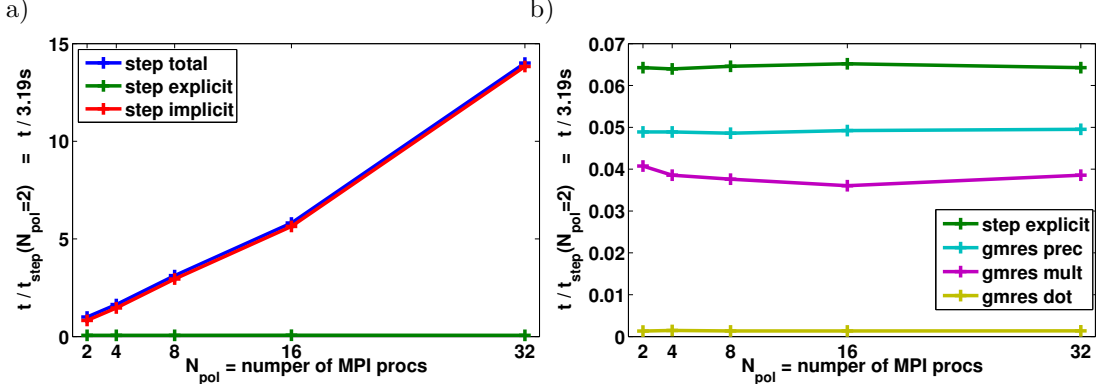 a)
15
10
5
0
t / t_step(N_pol=2) = t / 3.19s
step total
step explicit
step implicit
2 4 8 16 32
N_pol = numper of MPI procs
b)
0.07
0.06
0.05
0.04
0.03
0.02
0.01
0
t / t_step(N_pol=2) = t / 3.19s
step explicit
gmres prec
gmres mult
gmres dot
2 4 8 16 32
N_pol = numper of MPI procs